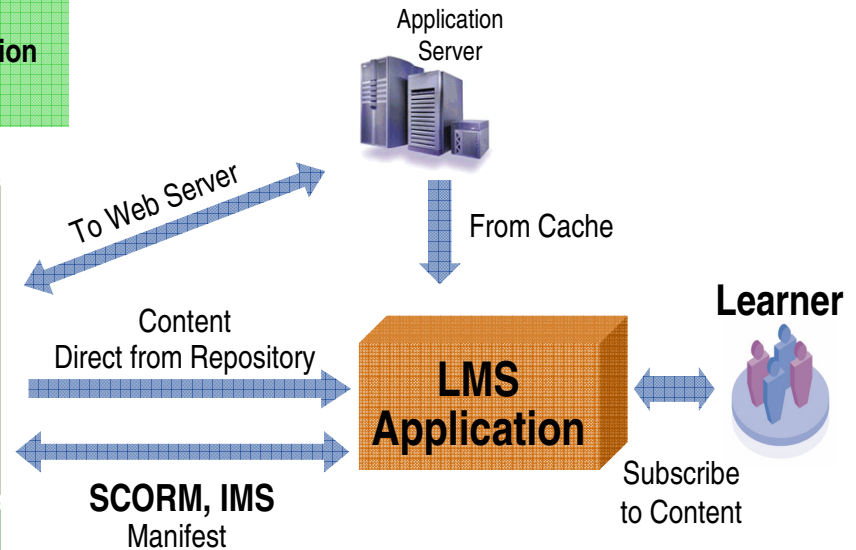 Application
Server
To Web Server
From Cache
Content
Direct from Repository
Learner
LMS
Application
SCORM, IMS
Manifest
Subscribe
to Content